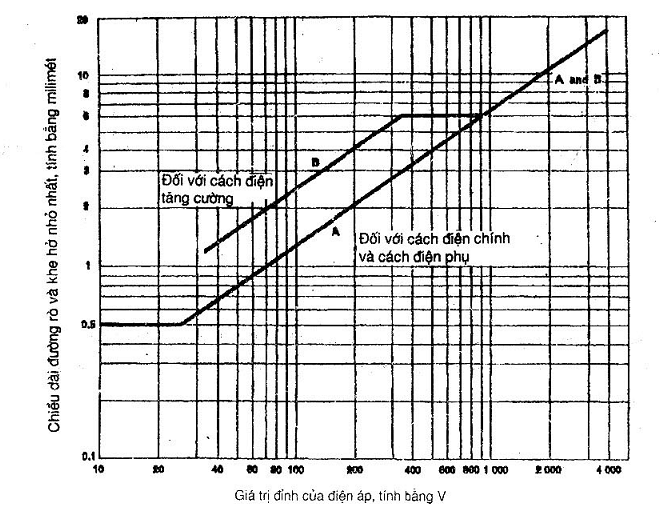 Chiều dài đường rò và khe hở nhỏ nhất, tính bằng milimét
20
10
8
6
4
3
2
1
0.5
0.1
A and B
B
Đối với cách điện
tăng cường
A
Đối với cách điện chính
và cách điện phụ
10 20 40 60 80 100 200 400 600 800 1 000 2 000 4 000
Giá trị đỉnh của điện áp, tính bằng V